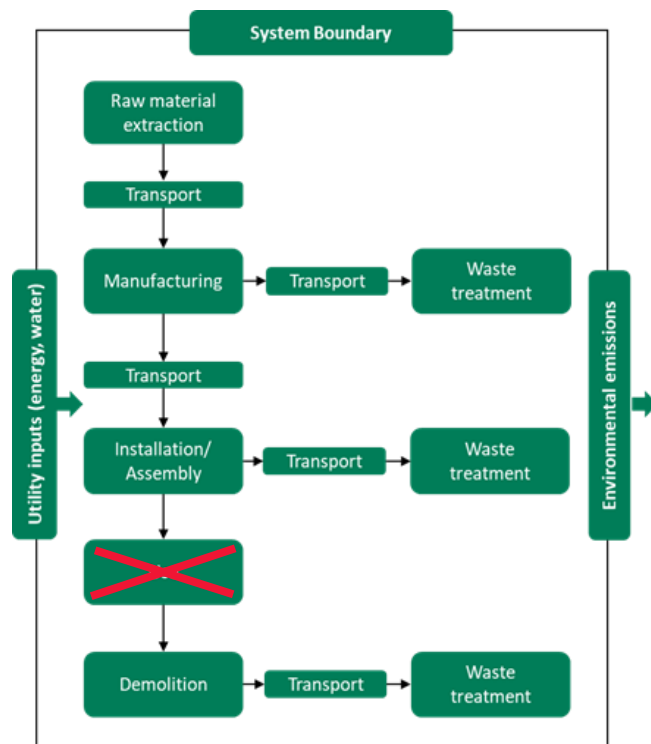 System Boundary
Raw material
extraction
Transport
Manufacturing
Transport
Waste
treatment
Transport
Installation/
Assembly
Transport
Waste
treatment
Demolition
Transport
Waste
treatment
Utility inputs (energy, water)
Environmental emissions